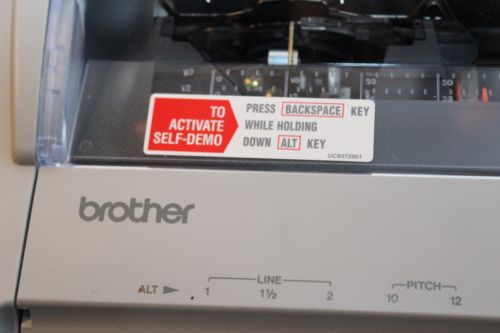 TO
ACTIVATE
SELF-DEMO
PRESS BACKSPACE KEY
WHILE HOLDING
DOWN ALT KEY
UC9372001
brother
ALT ► LINE PITCH
1 1½ 2 10 12